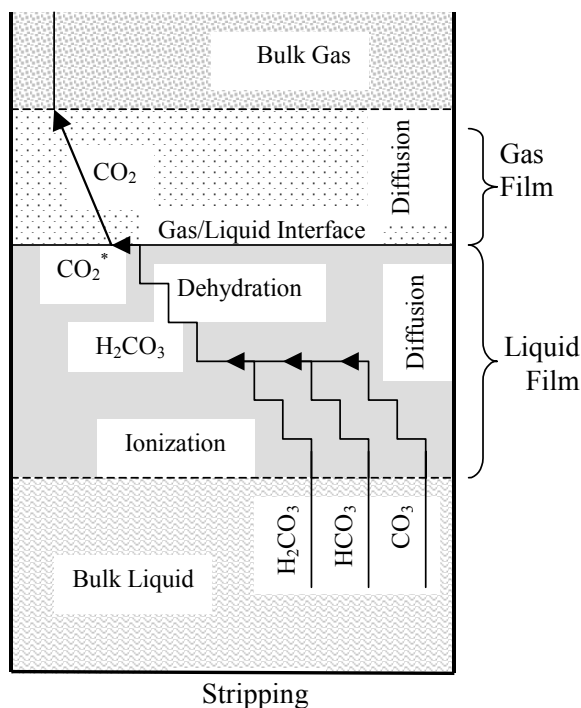 Bulk Gas
CO₂
Diffusion
Gas
Film
Gas/Liquid Interface
CO₂*
Dehydration
H₂CO₃
Diffusion
Liquid
Film
Ionization
H₂CO₃
HCO₃
CO₃
Bulk Liquid
Stripping